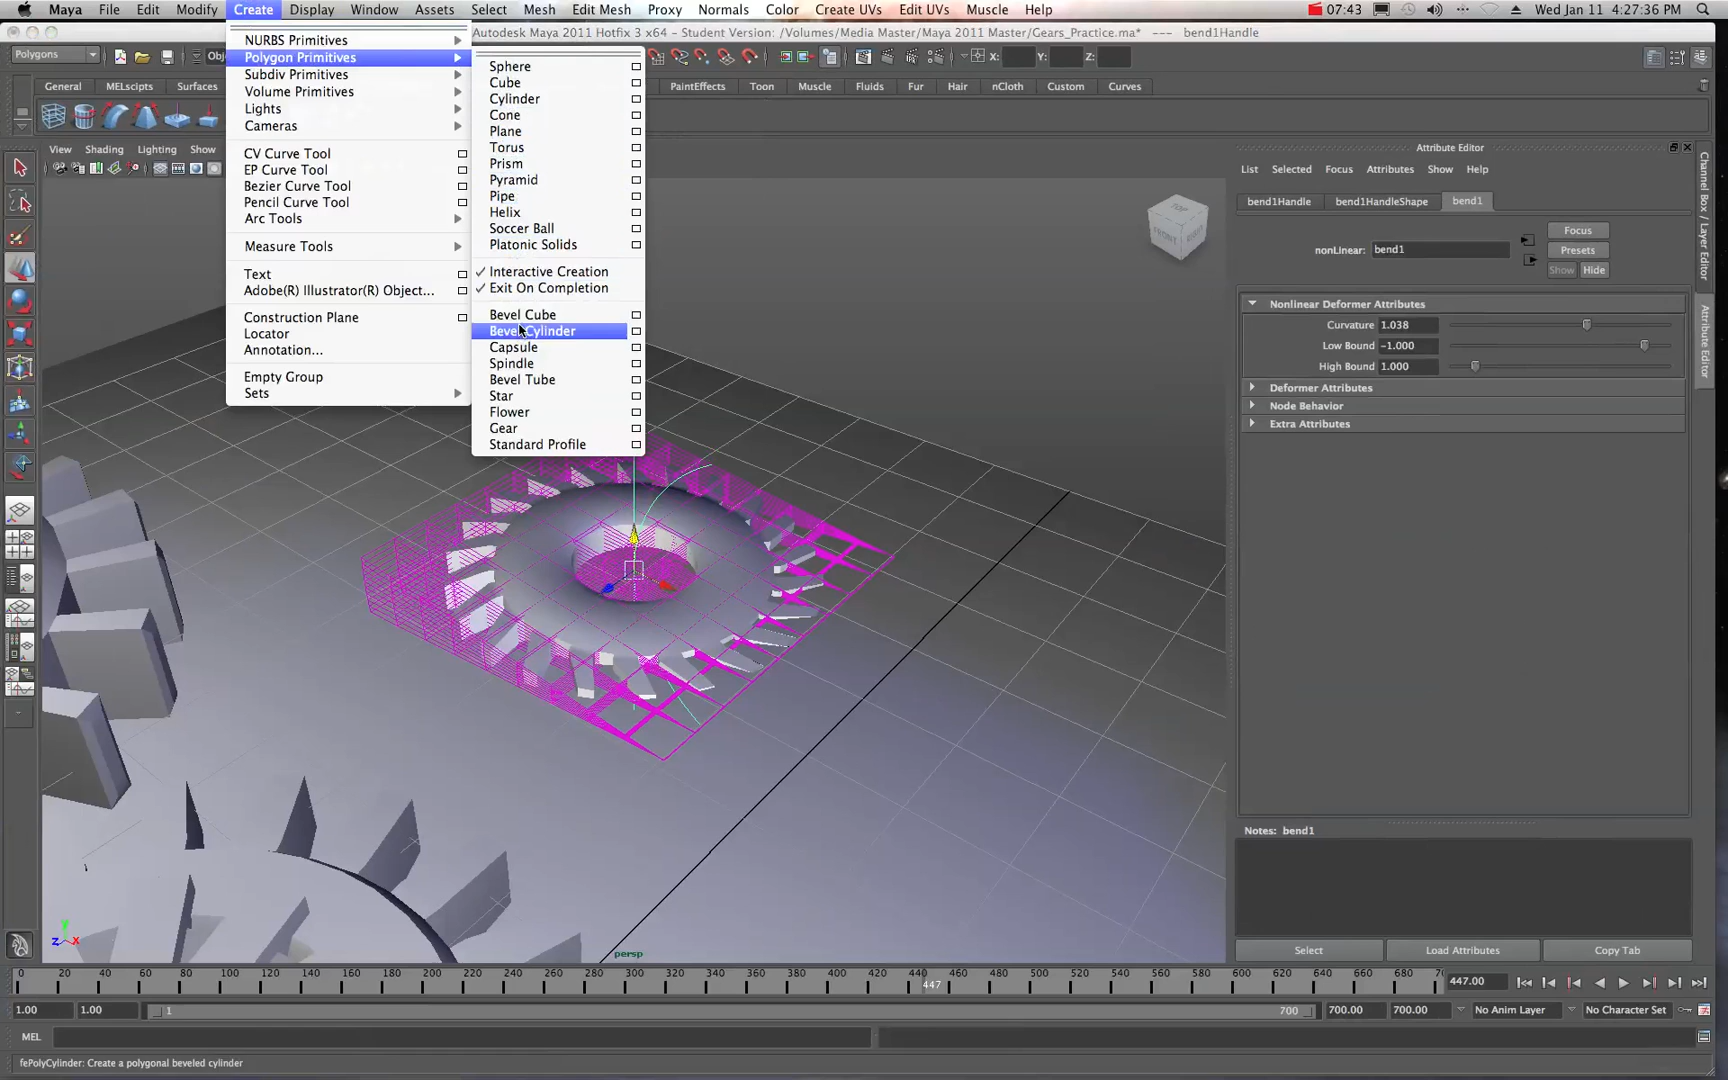 Maya File Edit Modify Create Display Window Assets Select Mesh Edit Mesh Proxy Normals Color Create UVs Edit UVs Muscle Help 07:43 Wed Jan 11 4:27:36 PM
Autodesk Maya 2011 Hotfix 3 x64 - Student Version: /Volumes/Media Master/Maya 2011 Master/Gears_Practice.ma* --- bend1Handle
Polygons Obj X: Y: Z:
General MELscripts Surfaces PaintEffects Toon Muscle Fluids Fur Hair nCloth Custom Curves
View Shading Lighting Show
NURBS Primitives
Polygon Primitives
Subdiv Primitives
Volume Primitives
Lights
Cameras
CV Curve Tool
EP Curve Tool
Bezier Curve Tool
Pencil Curve Tool
Arc Tools
Measure Tools
Text
Adobe(R) Illustrator(R) Object...
Construction Plane
Locator
Annotation...
Empty Group
Sets
Sphere
Cube
Cylinder
Cone
Plane
Torus
Prism
Pyramid
Pipe
Helix
Soccer Ball
Platonic Solids
Interactive Creation
Exit On Completion
Bevel Cube
Bevel Cylinder
Capsule
Spindle
Bevel Tube
Star
Flower
Gear
Standard Profile
TOP
FRONT RIGHT
persp
Y
Z X
Attribute Editor
List Selected Focus Attributes Show Help
bend1Handle bend1HandleShape bend1
nonLinear: bend1
Focus
Presets
Show Hide
Nonlinear Deformer Attributes
Curvature 1.038
Low Bound -1.000
High Bound 1.000
Deformer Attributes
Node Behavior
Extra Attributes
Notes: bend1
Select Load Attributes Copy Tab
Channel Box / Layer Editor
Attribute Editor
0 20 40 60 80 100 120 140 160 180 200 220 240 260 280 300 320 340 360 380 400 420 440 460 480 500 520 540 560 580 600 620 640 660 680 70
447 447.00
1.00 1.00 1 700 700.00 700.00 No Anim Layer No Character Set
MEL
fePolyCylinder: Create a polygonal beveled cylinder